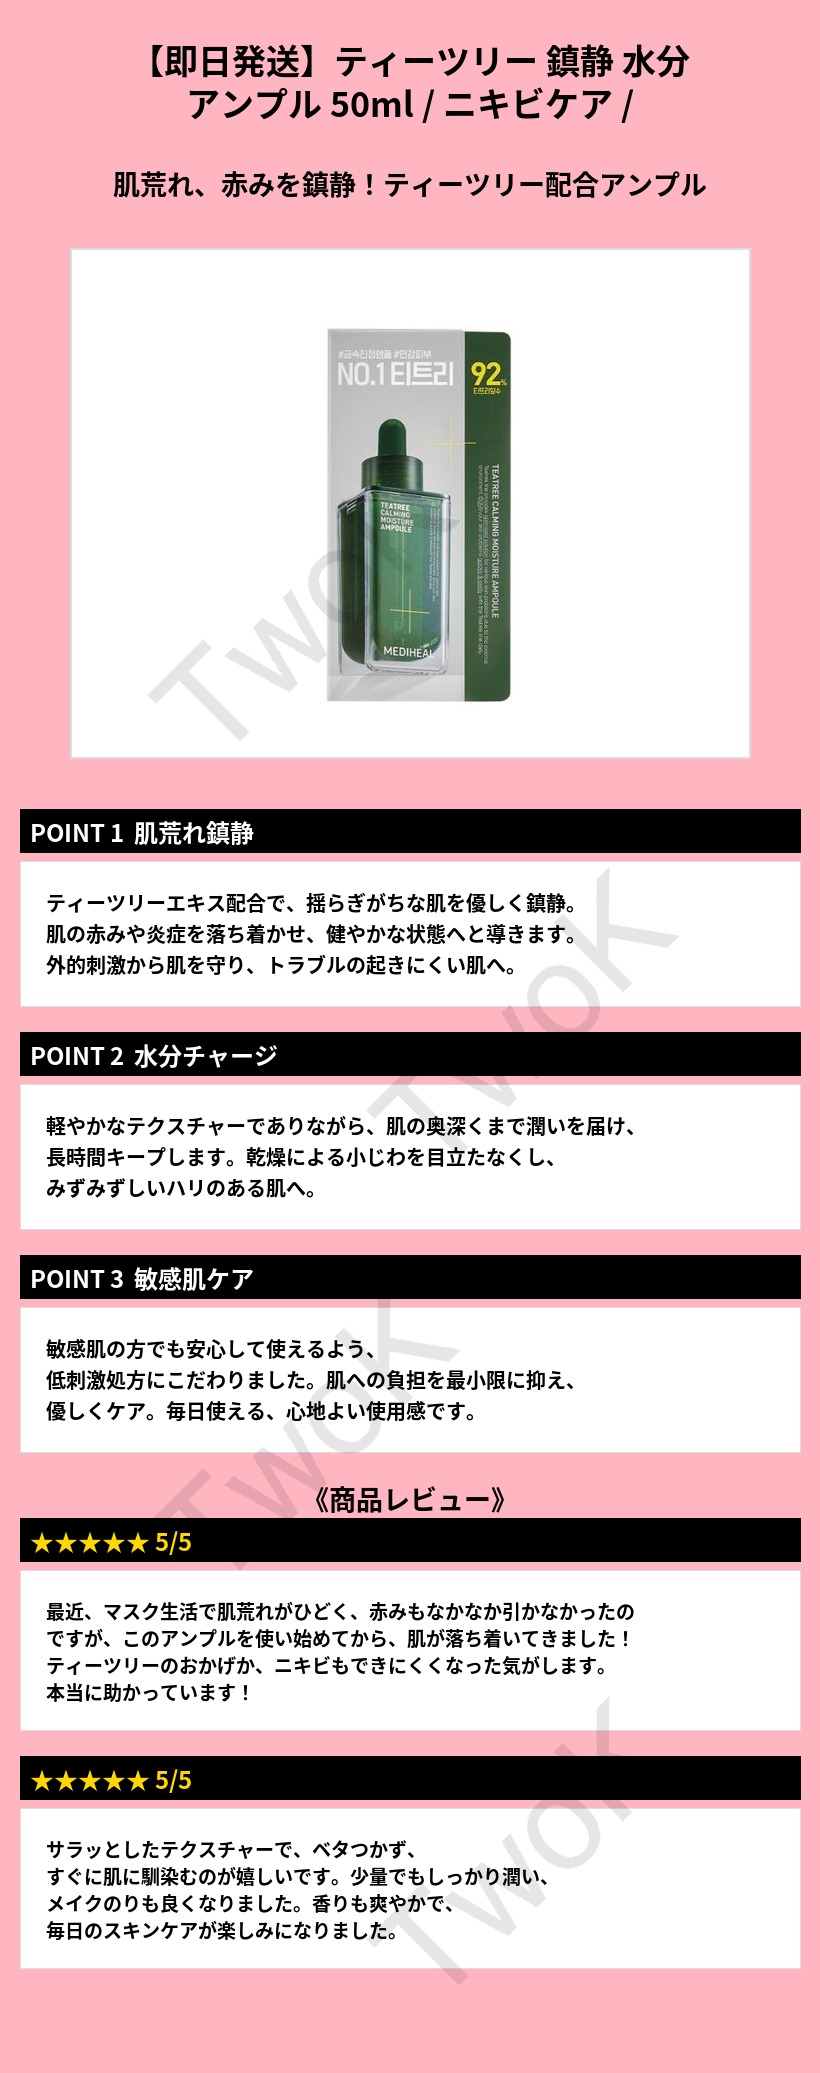 【即日発送】ティーツリー 鎮静 水分
アンプル 50ml / ニキビケア /
肌荒れ、赤みを鎮静！ティーツリー配合アンプル
#급속진정앰플 #민감피부
NO.1 티트리
92%
티트리잎수
TEATREE
CALMING
MOISTURE
AMPOULE
MEDIHEAL
TEATREE CALMING MOISTURE AMPOULE
TwoK
POINT 1 肌荒れ鎮静
ティーツリーエキス配合で、揺らぎがちな肌を優しく鎮静。
肌の赤みや炎症を落ち着かせ、健やかな状態へと導きます。
外的刺激から肌を守り、トラブルの起きにくい肌へ。
TwoK
POINT 2 水分チャージ
軽やかなテクスチャーでありながら、肌の奥深くまで潤いを届け、
長時間キープします。乾燥による小じわを目立たなくし、
みずみずしいハリのある肌へ。
POINT 3 敏感肌ケア
敏感肌の方でも安心して使えるよう、
低刺激処方にこだわりました。肌への負担を最小限に抑え、
優しくケア。毎日使える、心地よい使用感です。
TwoK
《商品レビュー》
★★★★★ 5/5
最近、マスク生活で肌荒れがひどく、赤みもなかなか引かなかったの
ですが、このアンプルを使い始めてから、肌が落ち着いてきました！
ティーツリーのおかげか、ニキビもできにくくなった気がします。
本当に助かっています！
★★★★★ 5/5
サラッとしたテクスチャーで、ベタつかず、
すぐに肌に馴染むのが嬉しいです。少量でもしっかり潤い、
メイクのりも良くなりました。香りも爽やかで、
毎日のスキンケアが楽しみになりました。
TwoK